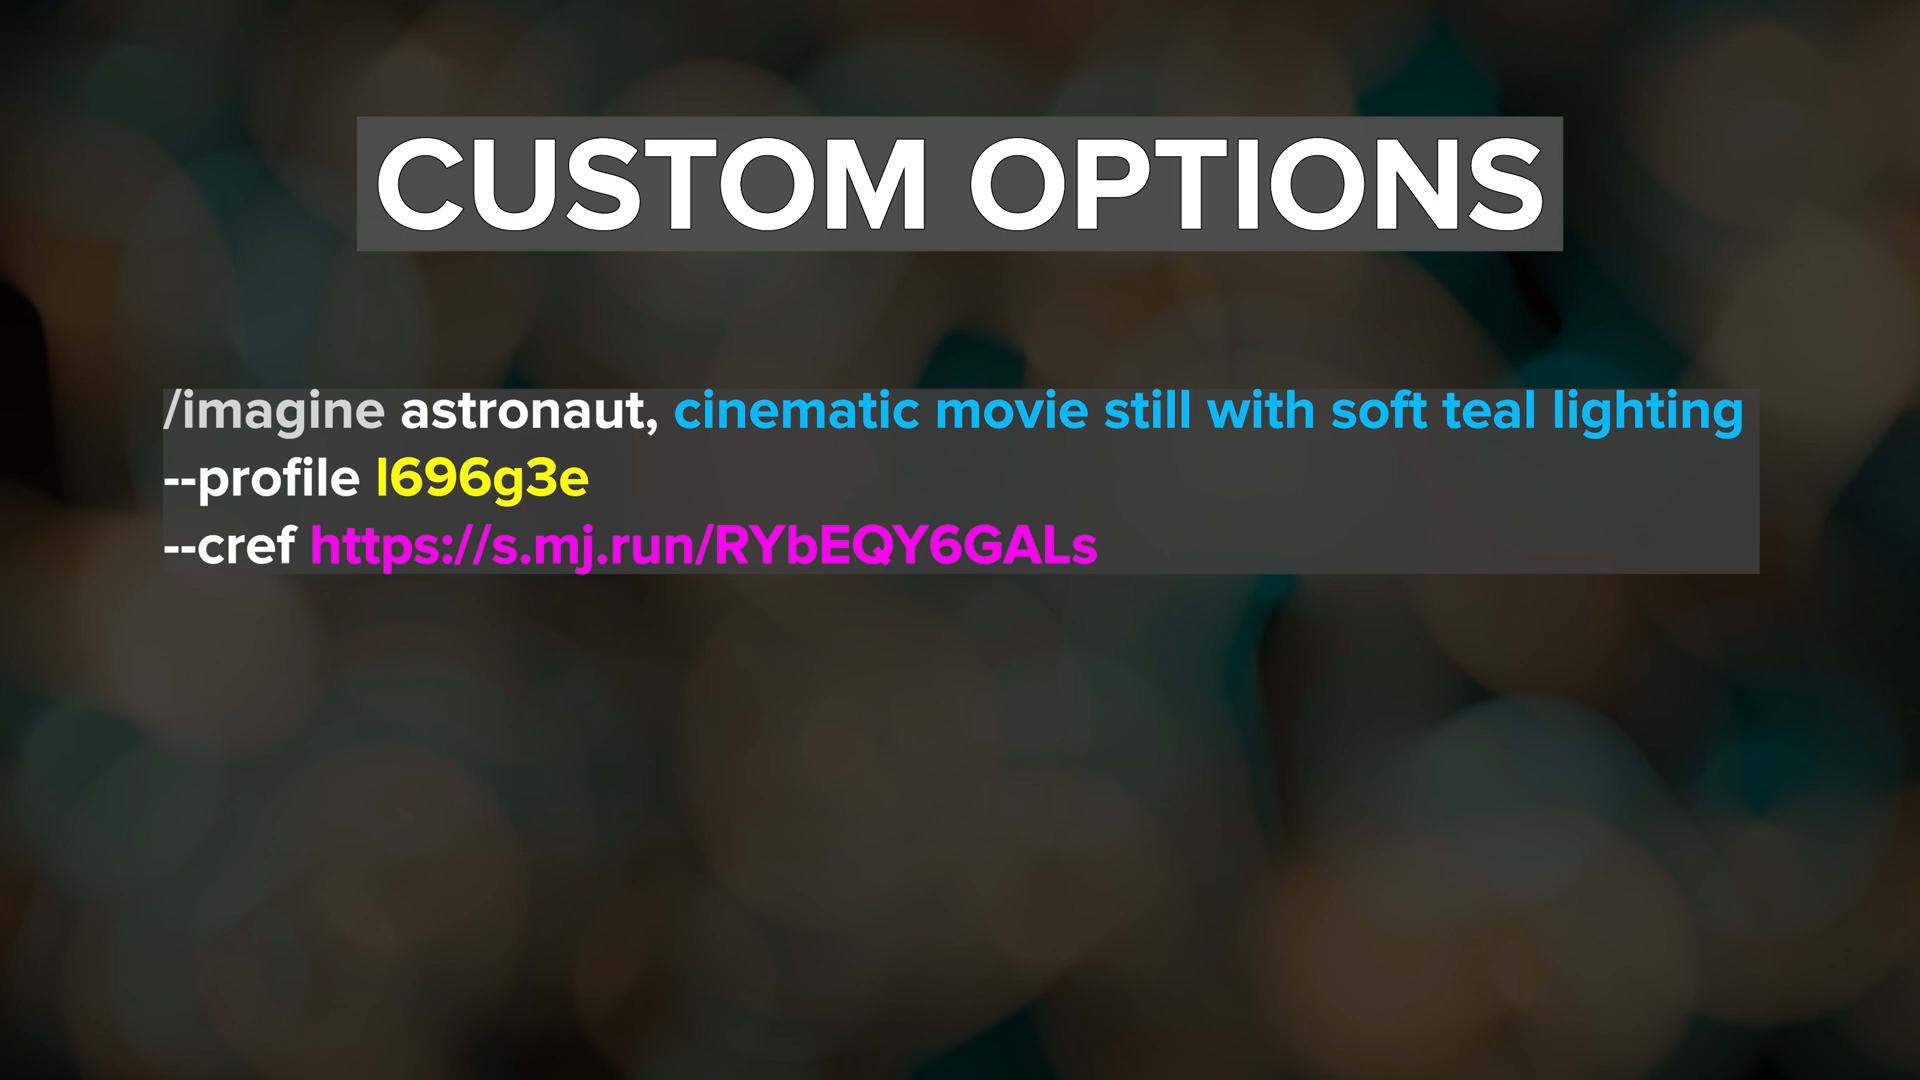 CUSTOM OPTIONS
/imagine astronaut, cinematic movie still with soft teal lighting
--profile l696g3e
--cref https://s.mj.run/RYbEQY6GALs